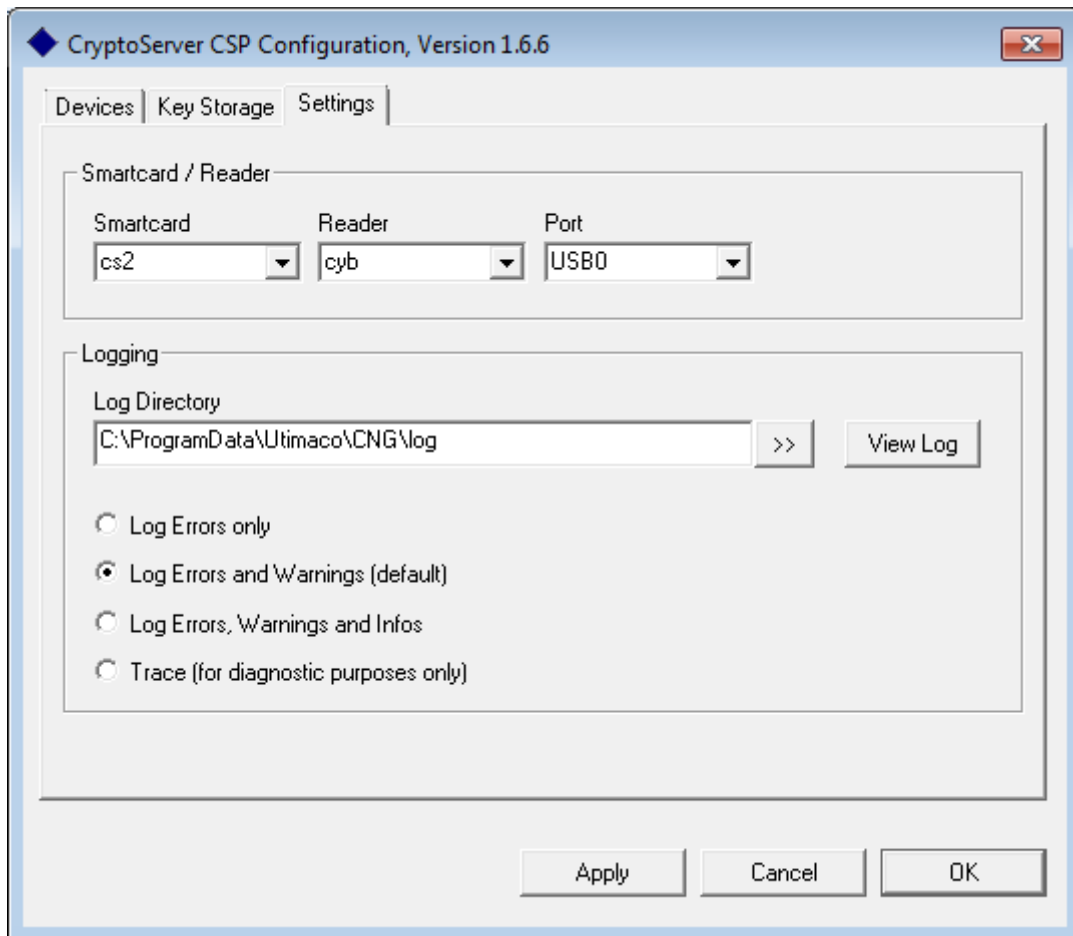 CryptoServer CSP Configuration, Version 1.6.6
Devices Key Storage Settings
Smartcard / Reader
Smartcard Reader Port
cs2 cyb USB0
Logging
Log Directory
C:\ProgramData\Utimaco\CNG\log >> View Log
Log Errors only
Log Errors and Warnings (default)
Log Errors, Warnings and Infos
Trace (for diagnostic purposes only)
Apply Cancel OK